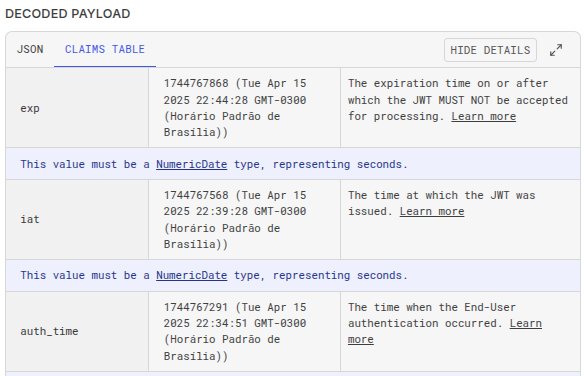 DECODED PAYLOAD
JSON
CLAIMS TABLE
HIDE DETAILS
exp
1744767868 (Tue Apr 15
2025 22:44:28 GMT-0300
(Horário Padrão de
Brasília))
The expiration time on or after
which the JWT MUST NOT be accepted
for processing. Learn more
This value must be a NumericDate type, representing seconds.
iat
1744767568 (Tue Apr 15
2025 22:39:28 GMT-0300
(Horário Padrão de
Brasília))
The time at which the JWT was
issued. Learn more
This value must be a NumericDate type, representing seconds.
auth_time
1744767291 (Tue Apr 15
2025 22:34:51 GMT-0300
(Horário Padrão de
Brasília))
The time when the End-User
authentication occurred. Learn
more